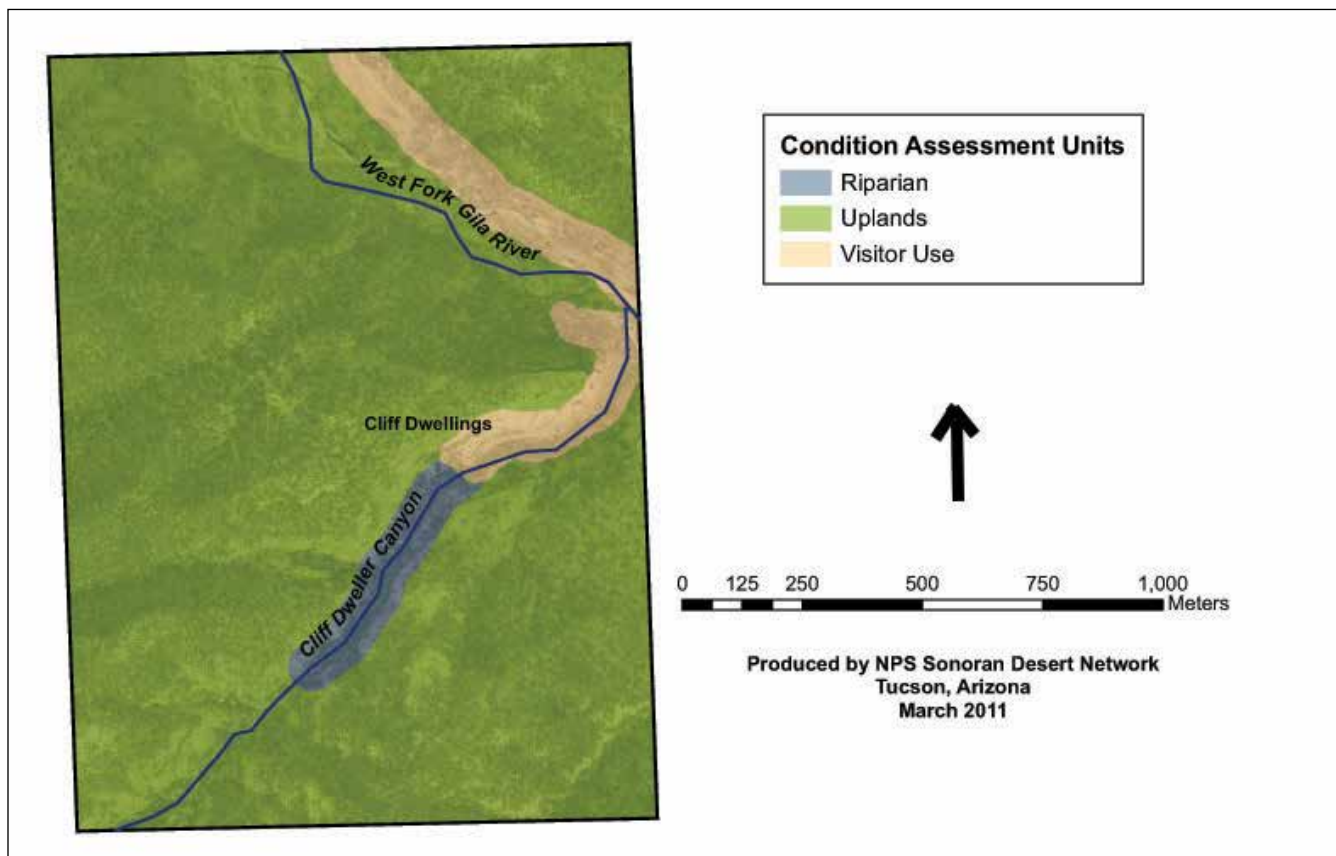 West Fork Gila River
Cliff Dwellings
Cliff Dweller Canyon
Condition Assessment Units
Riparian
Uplands
Visitor Use
0 125 250 500 750 1,000
Meters
Produced by NPS Sonoran Desert Network
Tucson, Arizona
March 2011